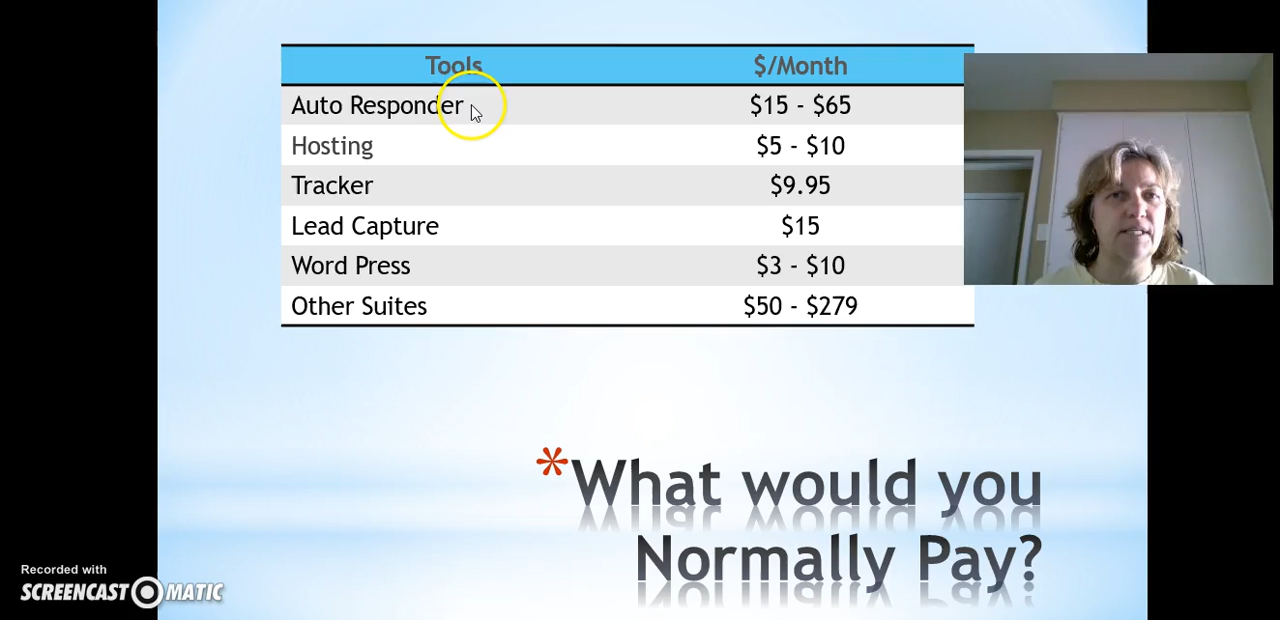 Tools $/Month
Auto Responder $15 - $65
Hosting $5 - $10
Tracker $9.95
Lead Capture $15
Word Press $3 - $10
Other Suites $50 - $279
*What would you
Normally Pay?
Recorded with
SCREENCAST MATIC